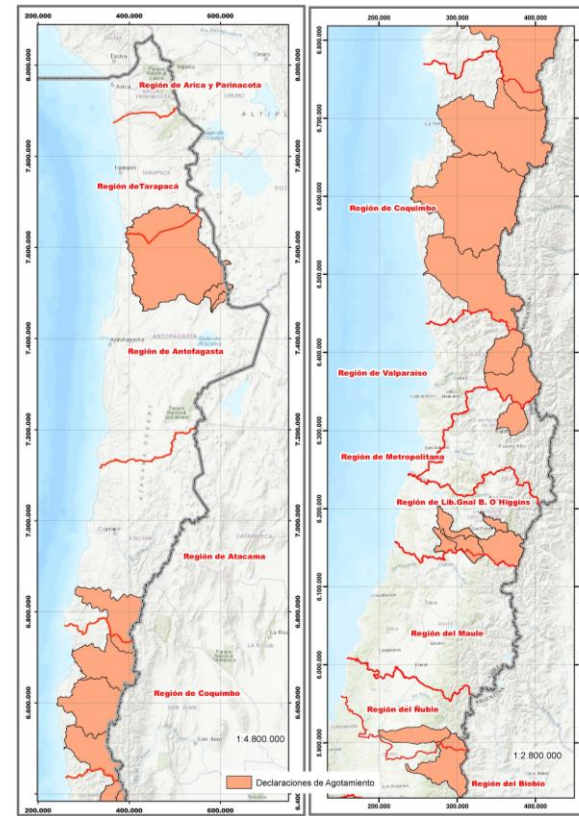 200.000 400.000 600.000
8.000.000
7.800.000
7.600.000
7.400.000
7.200.000
7.000.000
6.800.000
6.600.000
Región de Arica y Parinacota
Región deTarapacá
ANTOFAGASTA
Antofagasta
Región de Antofagasta
Región de Atacama
Región de Coquimbo
SAN JUAN
San Juan
1:4.800.000
200.000 400.000 600.000
200.000 300.000 400.000
6.800.000
6.700.000
6.600.000
6.500.000
6.400.000
6.300.000
6.200.000
6.100.000
6.000.000
5.900.000
Región de Coquimbo
Región de Valparaíso
Región de Metropolitana
Región de Lib.Gnal B. O´Higgins
Región del Maule
Región del Ñuble
1:2.800.000
Región del Biobío
200.000 300.000 400.000
Declaraciones de Agotamiento